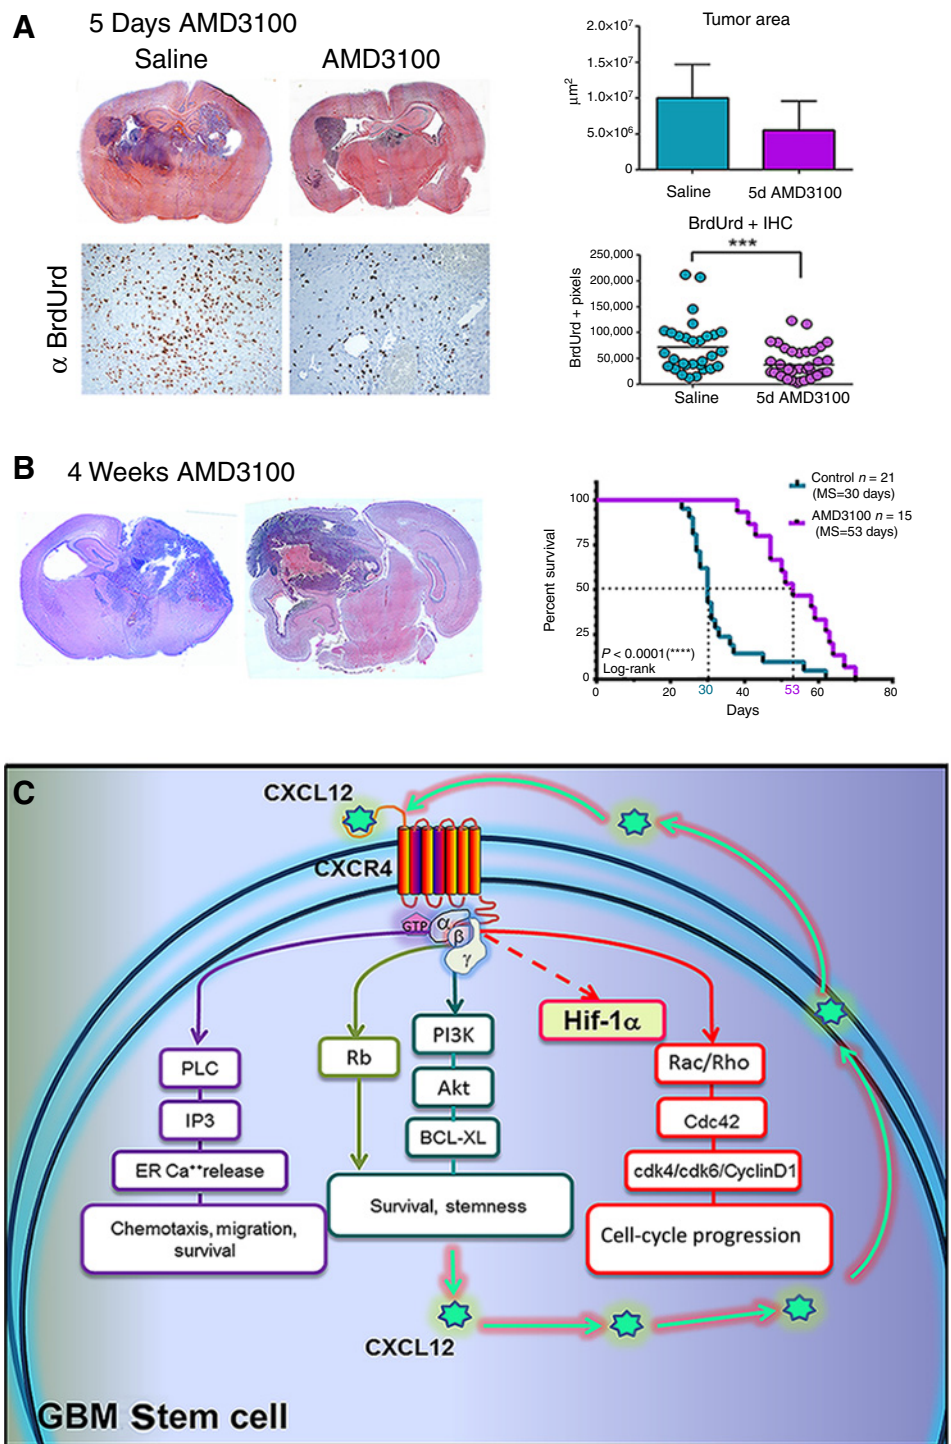 A
5 Days AMD3100
Saline
AMD3100
α BrdUrd
Tumor area
2.0×10⁷
1.5×10⁷
1.0×10⁷
5.0×10⁶
0
μm²
Saline
5d AMD3100
BrdUrd + IHC
***
250,000
200,000
150,000
100,000
50,000
0
BrdUrd + pixels
Saline
5d AMD3100
B
4 Weeks AMD3100
Control n = 21
(MS=30 days)
AMD3100 n = 15
(MS=53 days)
100
75
50
25
0
Percent survival
P < 0.0001(****)
Log-rank
0
20
30
40
53
60
80
Days
C
CXCL12
CXCR4
GTP
α
β
γ
Hif-1α
PLC
IP3
ER Ca⁺⁺release
Chemotaxis, migration,
survival
Rb
PI3K
Akt
BCL-XL
Survival, stemness
Rac/Rho
Cdc42
cdk4/cdk6/CyclinD1
Cell-cycle progression
CXCL12
GBM Stem cell